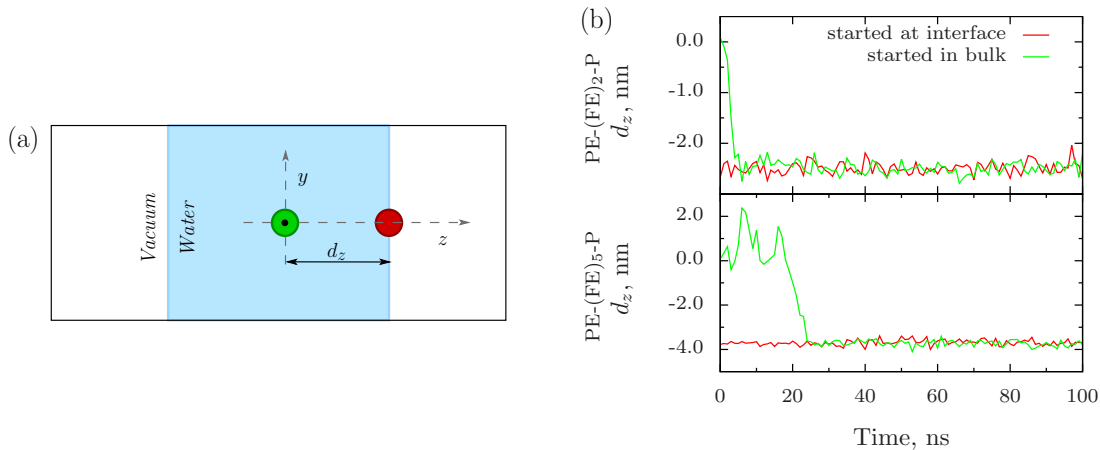 (a)
Vacuum
Water
y
z
d_z
(b)
PE-(FE)₂-P
d_z, nm
0.0
-1.0
-2.0
started at interface
started in bulk
PE-(FE)₅-P
d_z, nm
2.0
0.0
-2.0
-4.0
0 20 40 60 80 100
Time, ns